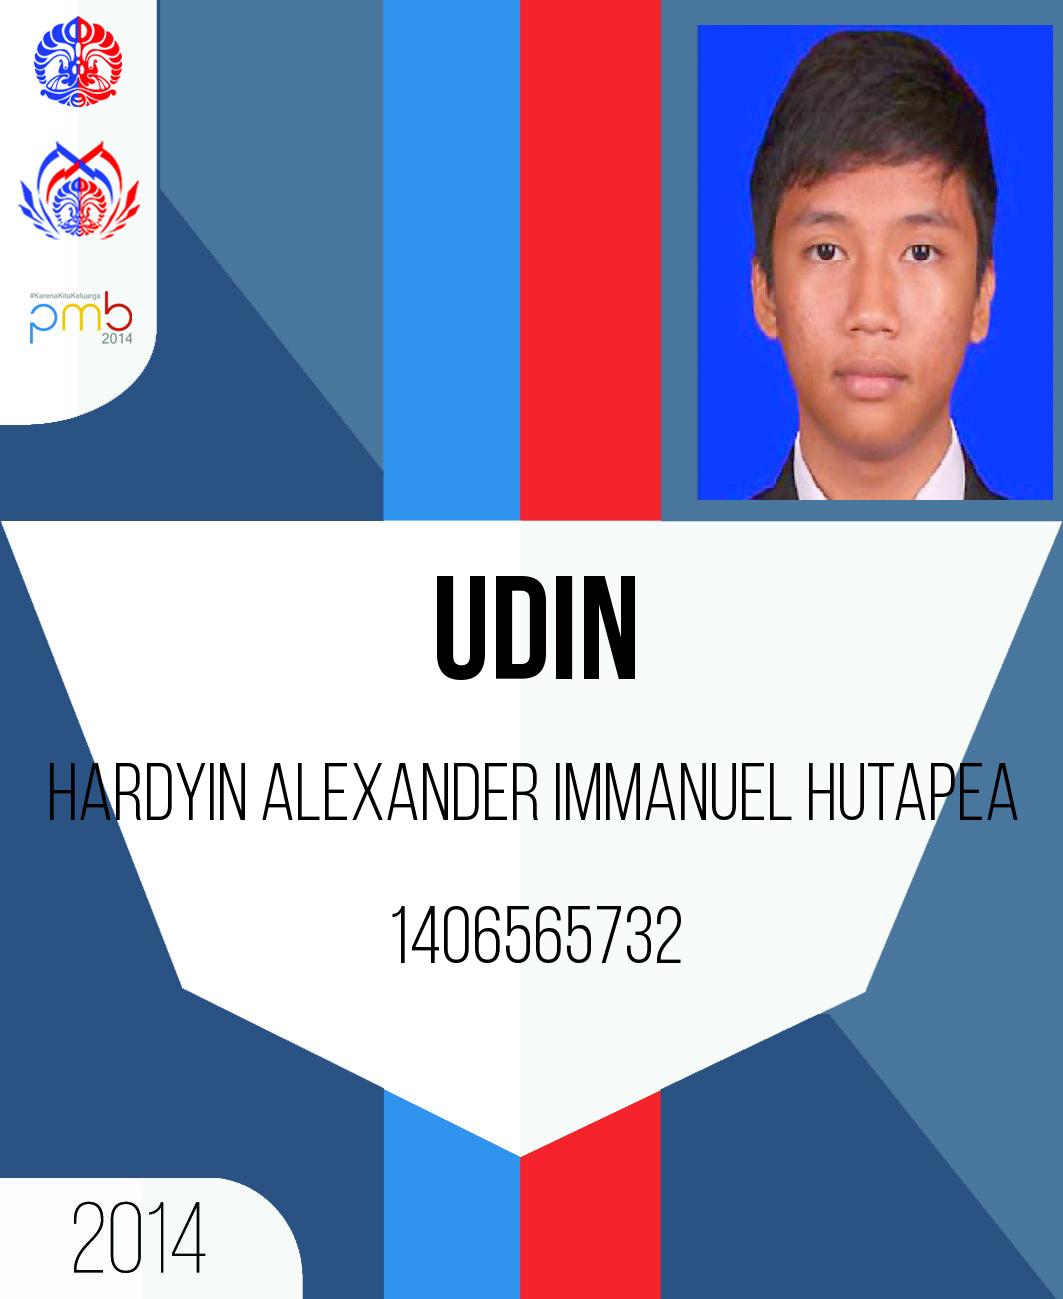 #KarenaKitaKeluarga
pmb
2014
UDIN
HARDYIN ALEXANDER IMMANUEL HUTAPEA
1406565732
2014